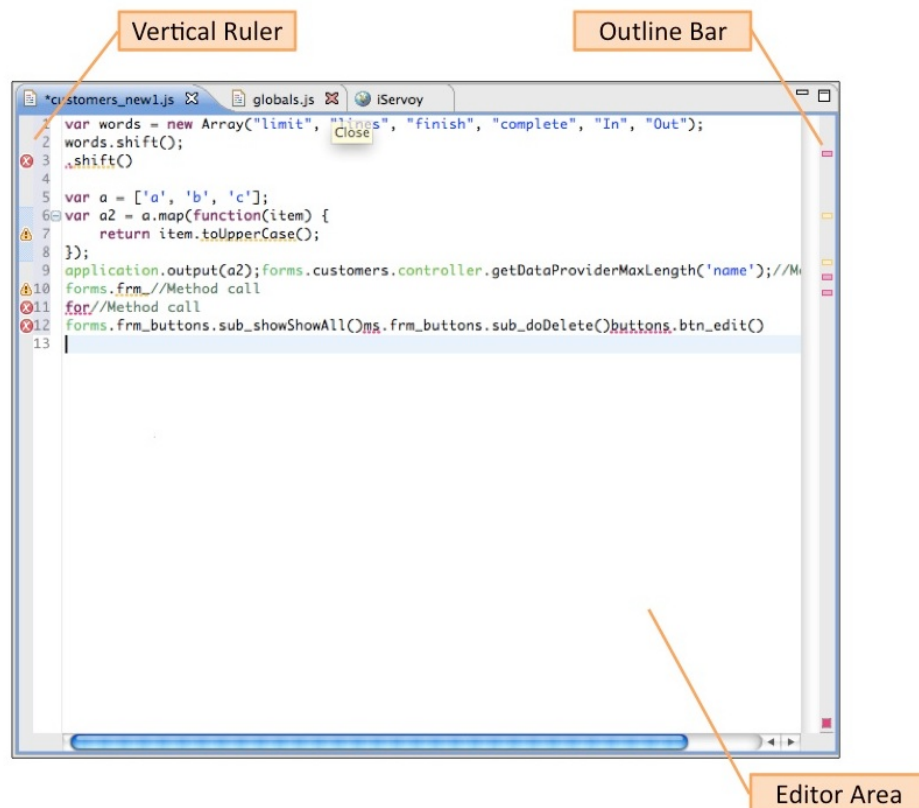 Vertical Ruler
Outline Bar
*customers_new1.js
globals.js
iServoy
1 var words = new Array("limit", "lines", "finish", "complete", "In", "Out");
Close
2 words.shift();
3 .shift()
4
5 var a = ['a', 'b', 'c'];
6 var a2 = a.map(function(item) {
7 return item.toUpperCase();
8 });
9 application.output(a2);forms.customers.controller.getDataProviderMaxLength('name');//M
10 forms.frm_//Method call
11 for//Method call
12 forms.frm_buttons.sub_showShowAll()ms.frm_buttons.sub_doDelete()buttons.btn_edit()
13
Editor Area